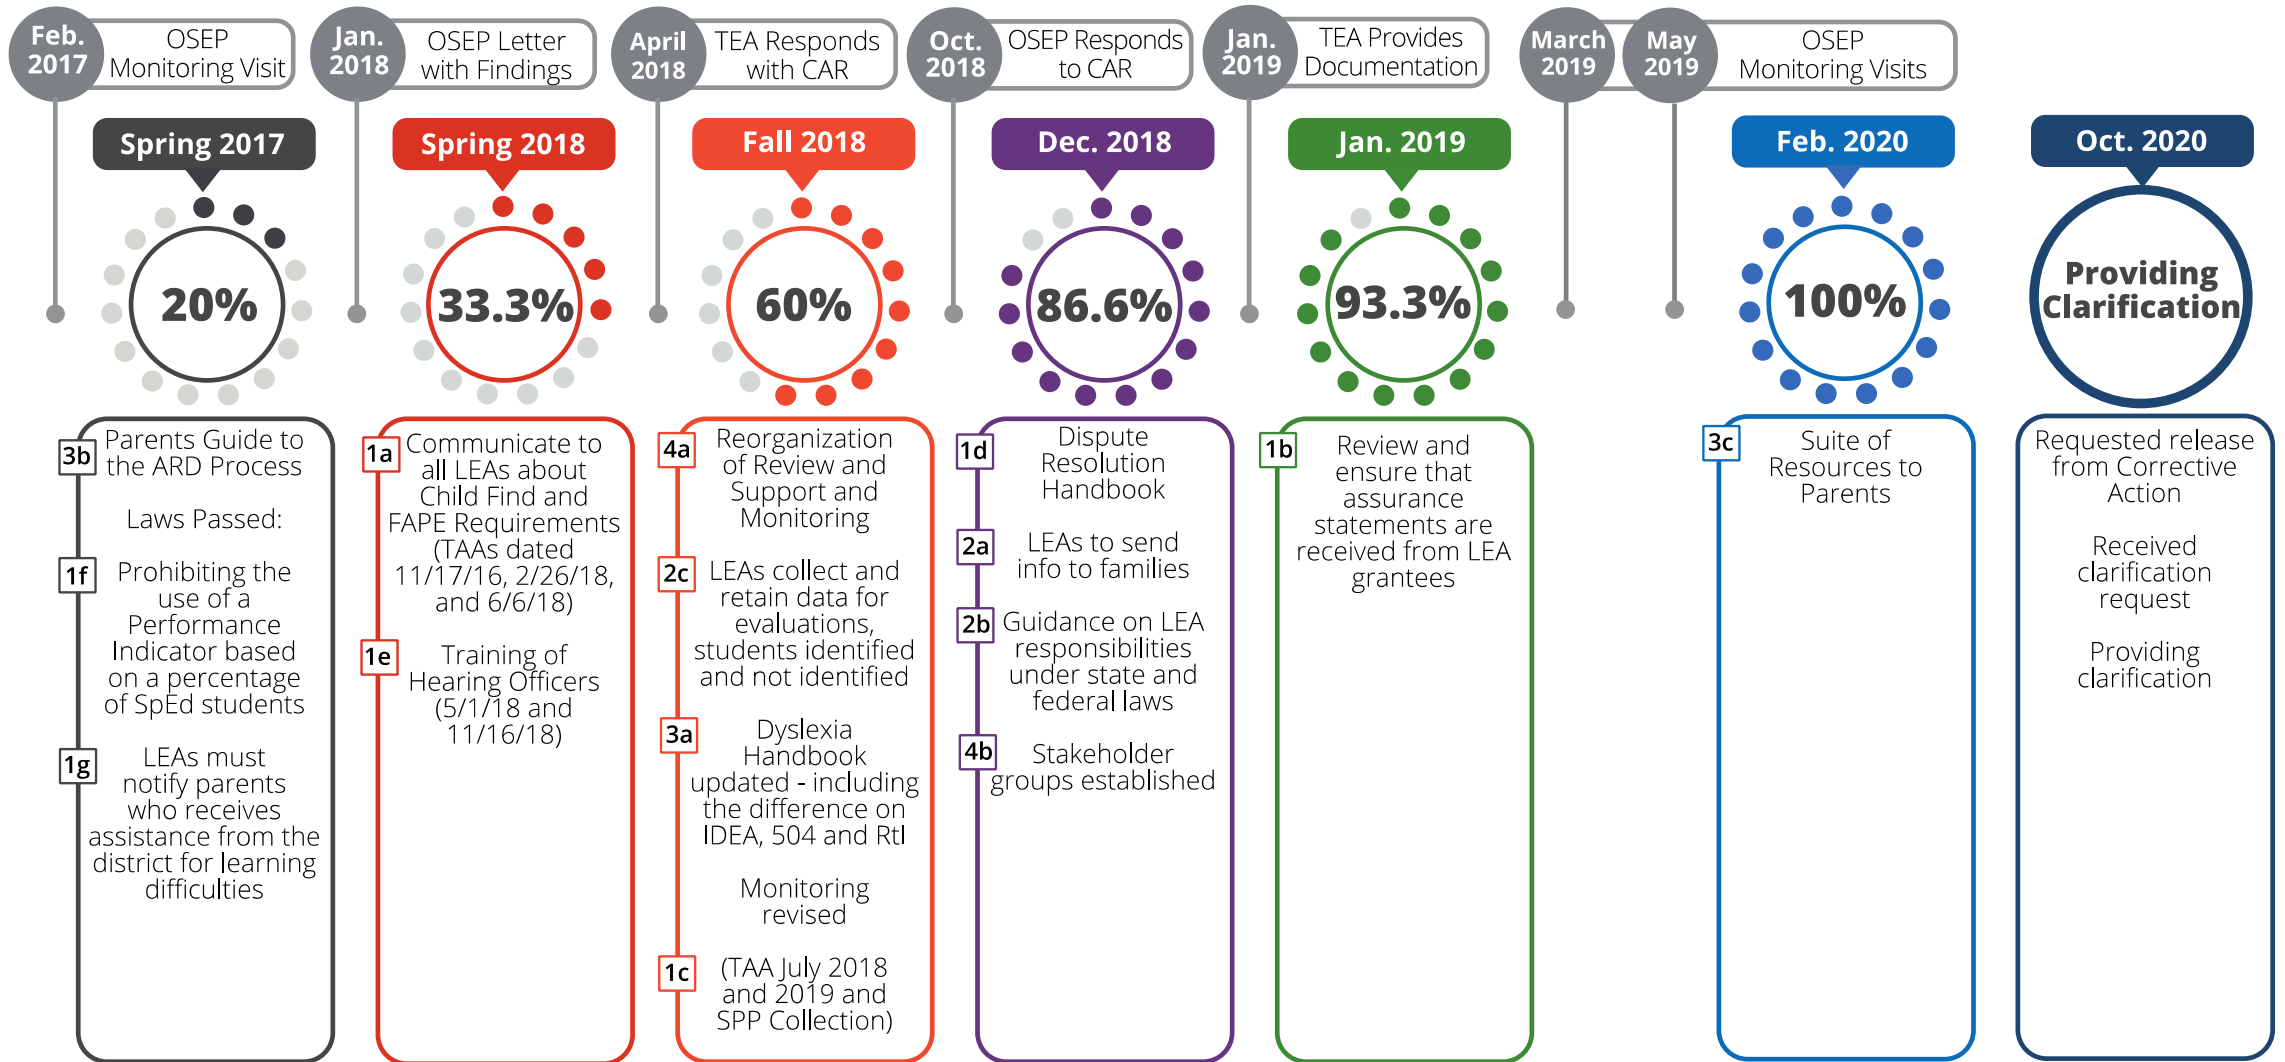 Feb.
2017
OSEP
Monitoring Visit
Jan.
2018
OSEP Letter
with Findings
April
2018
TEA Responds
with CAR
Oct.
2018
OSEP Responds
to CAR
Jan.
2019
TEA Provides
Documentation
March
2019
May
2019
OSEP
Monitoring Visits
Spring 2017
20%
3b
Parents Guide to
the ARD Process
Laws Passed:
1f
Prohibiting the
use of a
Performance
Indicator based
on a percentage
of SpEd students
1g
LEAs must
notify parents
who receives
assistance from the
district for learning
difficulties
Spring 2018
33.3%
1a
Communicate to
all LEAs about
Child Find and
FAPE Requirements
(TAAs dated
11/17/16, 2/26/18,
and 6/6/18)
1e
Training of
Hearing Officers
(5/1/18 and
11/16/18)
Fall 2018
60%
4a
Reorganization
of Review and
Support and
Monitoring
2c
LEAs collect and
retain data for
evaluations,
students identified
and not identified
3a
Dyslexia
Handbook
updated - including
the difference on
IDEA, 504 and RtI
Monitoring
revised
1c
(TAA July 2018
and 2019 and
SPP Collection)
Dec. 2018
86.6%
1d
Dispute
Resolution
Handbook
2a
LEAs to send
info to families
2b
Guidance on LEA
responsibilities
under state and
federal laws
4b
Stakeholder
groups established
Jan. 2019
93.3%
1b
Review and
ensure that
assurance
statements are
received from LEA
grantees
Feb. 2020
100%
3c
Suite of
Resources to
Parents
Oct. 2020
Providing
Clarification
Requested release
from Corrective
Action
Received
clarification
request
Providing
clarification